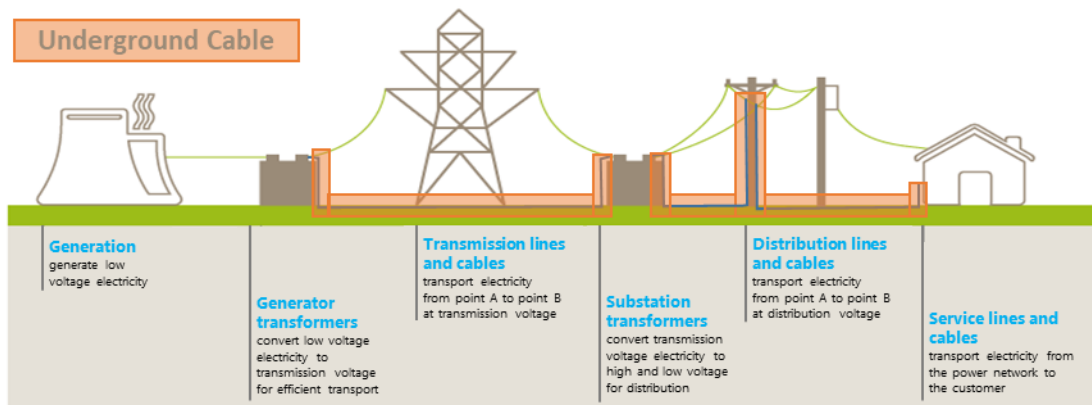 Underground Cable
Generation
generate low
voltage electricity
Generator
transformers
convert low voltage
electricity to
transmission voltage
for efficient transport
Transmission lines
and cables
transport electricity
from point A to point B
at transmission voltage
Substation
transformers
convert transmission
voltage electricity to
high and low voltage
for distribution
Distribution lines
and cables
transport electricity
from point A to point B
at distribution voltage
Service lines and
cables
transport electricity from
the power network to
the customer